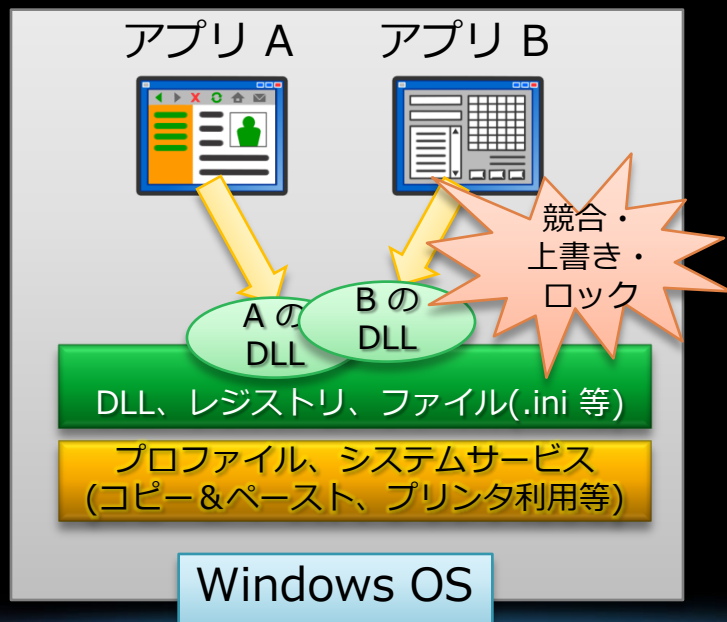 アプリ A
アプリ B
競合・
上書き・
ロック
A の
DLL
B の
DLL
DLL、レジストリ、ファイル(.ini 等)
プロファイル、システムサービス
(コピー＆ペースト、プリンタ利用等)
Windows OS